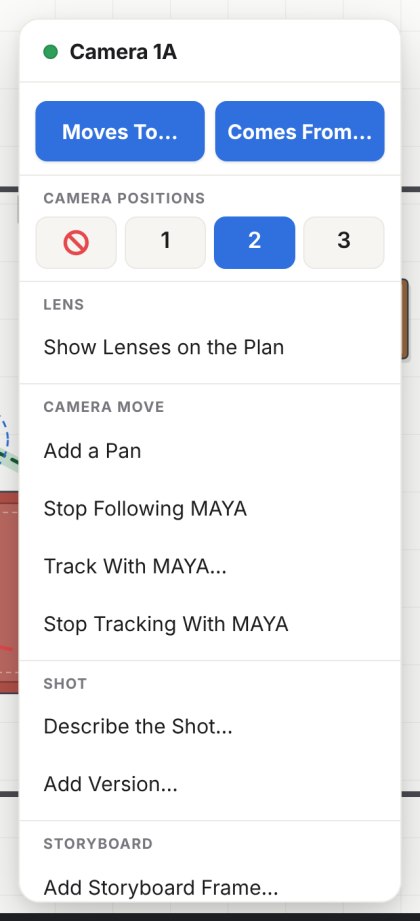 Camera 1A
Moves To...
Comes From...
CAMERA POSITIONS
1
2
3
LENS
Show Lenses on the Plan
CAMERA MOVE
Add a Pan
Stop Following MAYA
Track With MAYA...
Stop Tracking With MAYA
SHOT
Describe the Shot...
Add Version...
STORYBOARD
Add Storyboard Frame...